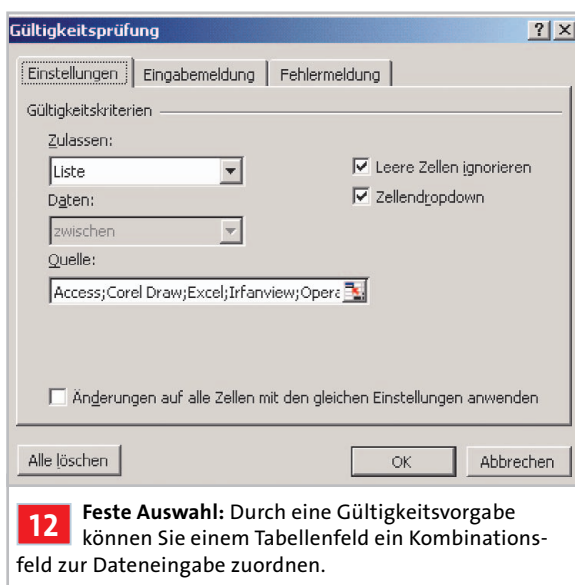 Gültigkeitsprüfung
Einstellungen Eingabemeldung Fehlermeldung
Gültigkeitskriterien
Zulassen:
Liste
Leere Zellen ignorieren
Daten:
Zellendropdown
zwischen
Quelle:
Access;Corel Draw;Excel;Irfanview;Opera
Änderungen auf alle Zellen mit den gleichen Einstellungen anwenden
Alle löschen OK Abbrechen
12 Feste Auswahl: Durch eine Gültigkeitsvorgabe
können Sie einem Tabellenfeld ein Kombinations-
feld zur Dateneingabe zuordnen.